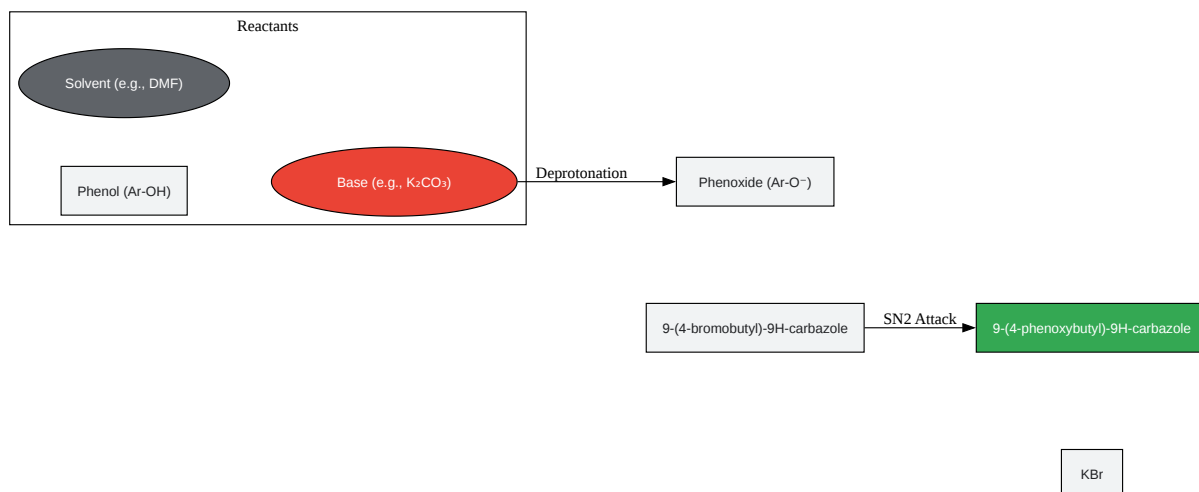 Reactants
Solvent (e.g., DMF)
Phenol (Ar-OH)
Base (e.g., K₂CO₃)
Deprotonation
Phenoxide (Ar-O⁻)
9-(4-bromobutyl)-9H-carbazole
SN2 Attack
9-(4-phenoxybutyl)-9H-carbazole
KBr